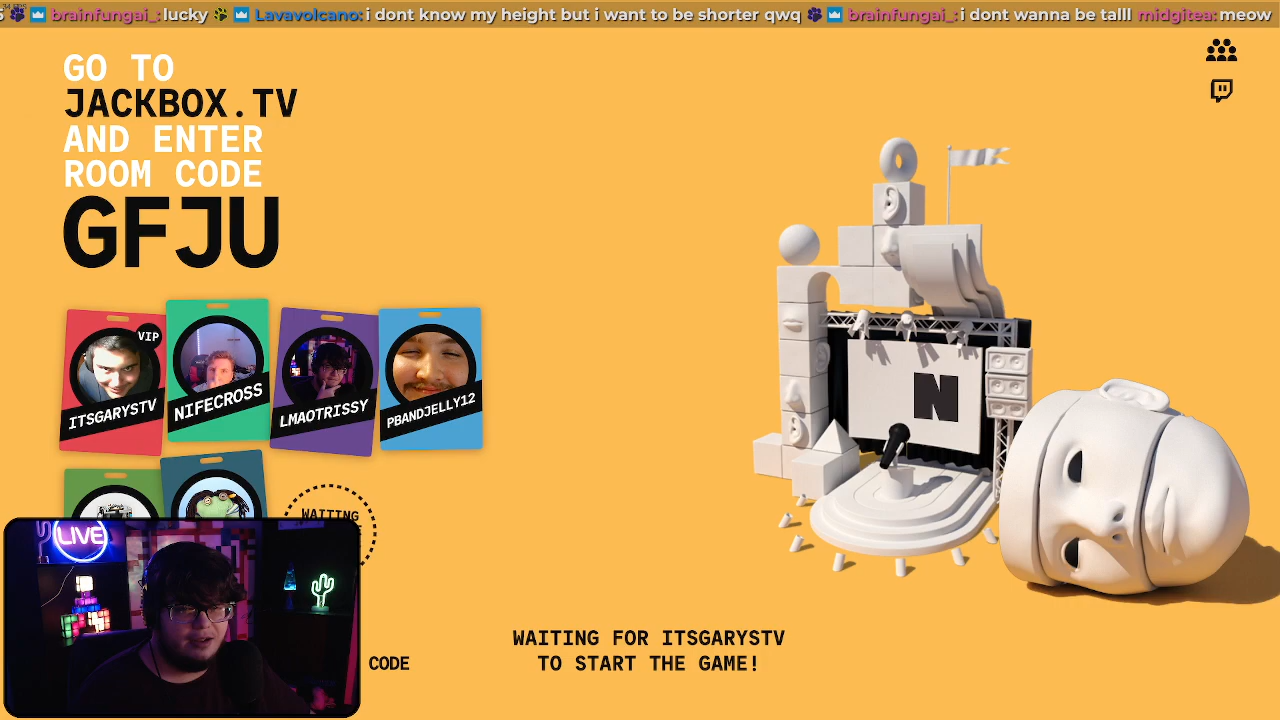 brainfungai_: lucky Lavavolcano: i dont know my height but i want to be shorter qwq brainfungai_: i dont wanna be talll midgitea: meow
GO TO
JACKBOX.TV
AND ENTER
ROOM CODE
GFJU
VIP
ITSGARYSTV
NIFECROSS
LMAOTRISSY
PBANDJELLY12
WAITING
N
LIVE
CODE
WAITING FOR ITSGARYSTV
TO START THE GAME!